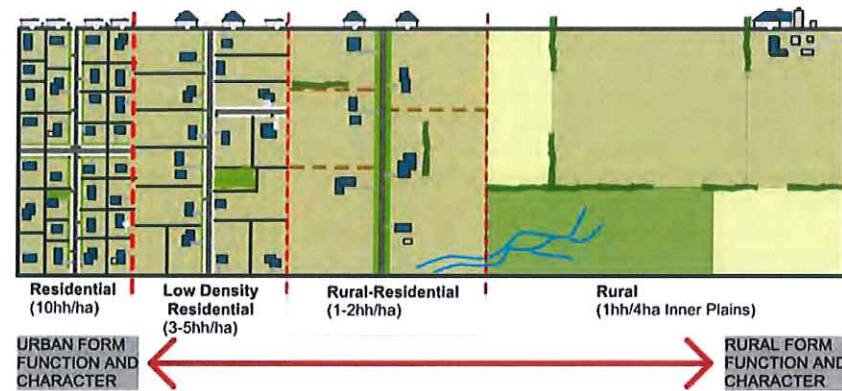 Residential
(10hh/ha)
Low Density
Residential
(3-5hh/ha)
Rural-Residential
(1-2hh/ha)
Rural
(1hh/4ha Inner Plains)
URBAN FORM
FUNCTION AND
CHARACTER
RURAL FORM
FUNCTION AND
CHARACTER